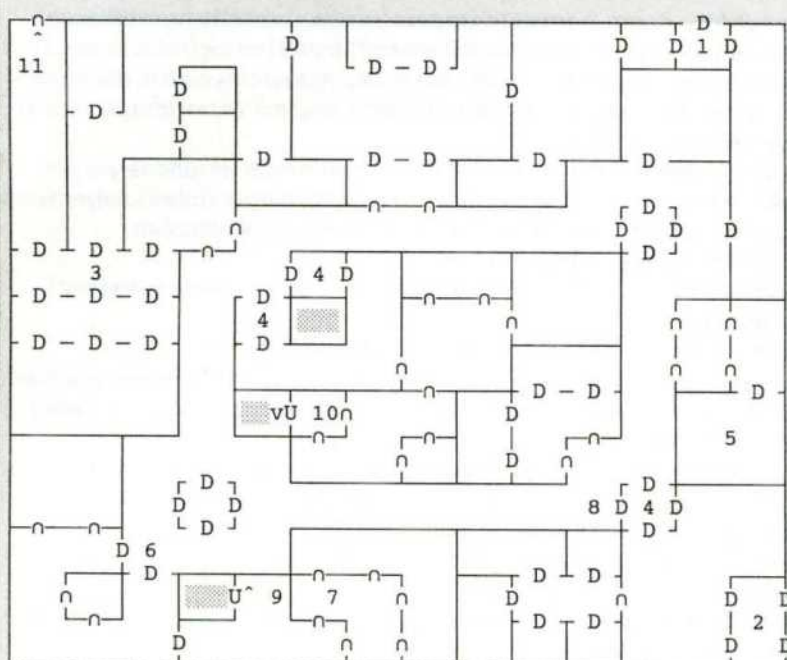 ∩ D
^ D D D 1 D
11 D – D
D D
D
D
D D – D D D
∩ ∩ D
∩ D D
D D D ∩ D
3 D 4 D
D – D – D D ∩ ∩
4 ∩ ∩ ∩
D – D – D D
∩ ∩ ∩
∩ D – D D
vU 10∩ D
∩ ∩ ∩ 5
∩ D ∩
D D
D D 8 D 4 D
∩ ∩ D D
D 6
D ∩ ∩ D D
∩ U^ 9 7 ∩ D ∩ D D
∩ ∩ D – D 2
D ∩ ∩ D D